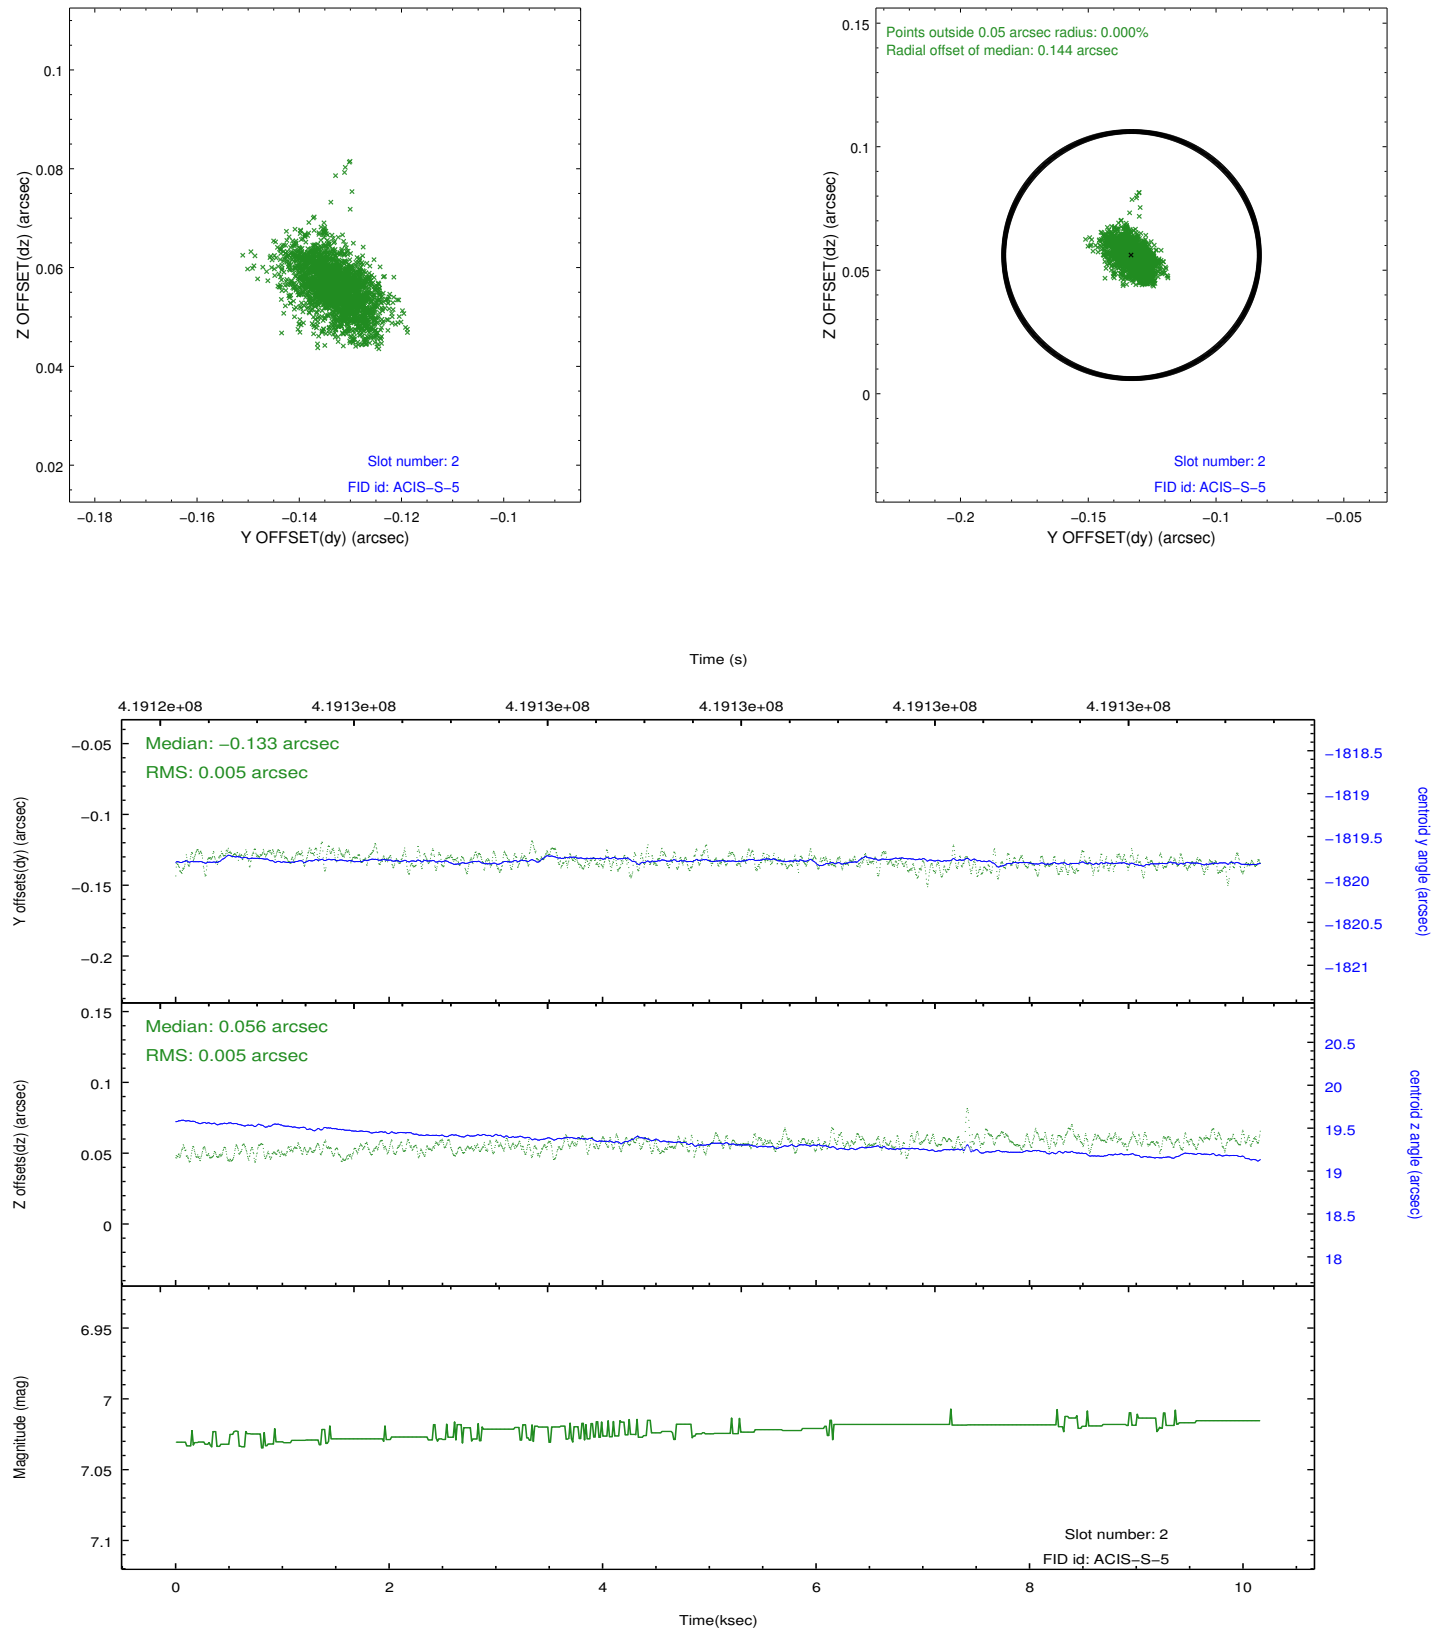 0.1
0.08
0.06
0.04
0.02
Z OFFSET(dz) (arcsec)
Slot number: 2
FID id: ACIS−S−5
−0.18 −0.16 −0.14 −0.12 −0.1
Y OFFSET(dy) (arcsec)
Points outside 0.05 arcsec radius: 0.000%
Radial offset of median: 0.144 arcsec
0.15
0.1
0.05
0
Z OFFSET(dz) (arcsec)
Slot number: 2
FID id: ACIS−S−5
−0.2 −0.15 −0.1 −0.05
Y OFFSET(dy) (arcsec)
Time (s)
4.1912e+08 4.1913e+08 4.1913e+08 4.1913e+08 4.1913e+08 4.1913e+08
Median: −0.133 arcsec
RMS: 0.005 arcsec
−0.05
−0.1
−0.15
−0.2
Y offsets(dy) (arcsec)
−1818.5
−1819
−1819.5
−1820
−1820.5
−1821
centroid y angle (arcsec)
Median: 0.056 arcsec
RMS: 0.005 arcsec
0.15
0.1
0.05
0
Z offsets(dz) (arcsec)
20.5
20
19.5
19
18.5
18
centroid z angle (arcsec)
6.95
7
7.05
7.1
Magnitude (mag)
Slot number: 2
FID id: ACIS−S−5
0 2 4 6 8 10
Time(ksec)